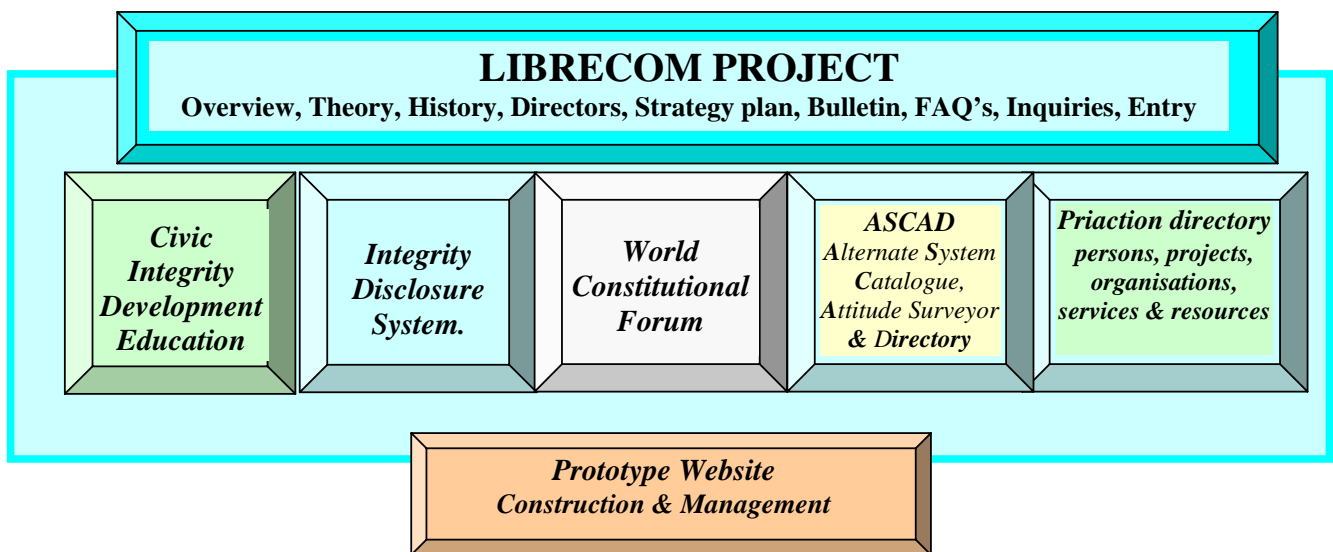 LIBRECOM PROJECT
Overview, Theory, History, Directors, Strategy plan, Bulletin, FAQ's, Inquiries, Entry
Civic
Integrity
Development
Education
Integrity
Disclosure
System.
World
Constitutional
Forum
ASCAD
Alternate System
Catalogue,
Attitude Surveyor
& Directory
Priaction directory
persons, projects,
organisations,
services & resources
Prototype Website
Construction & Management